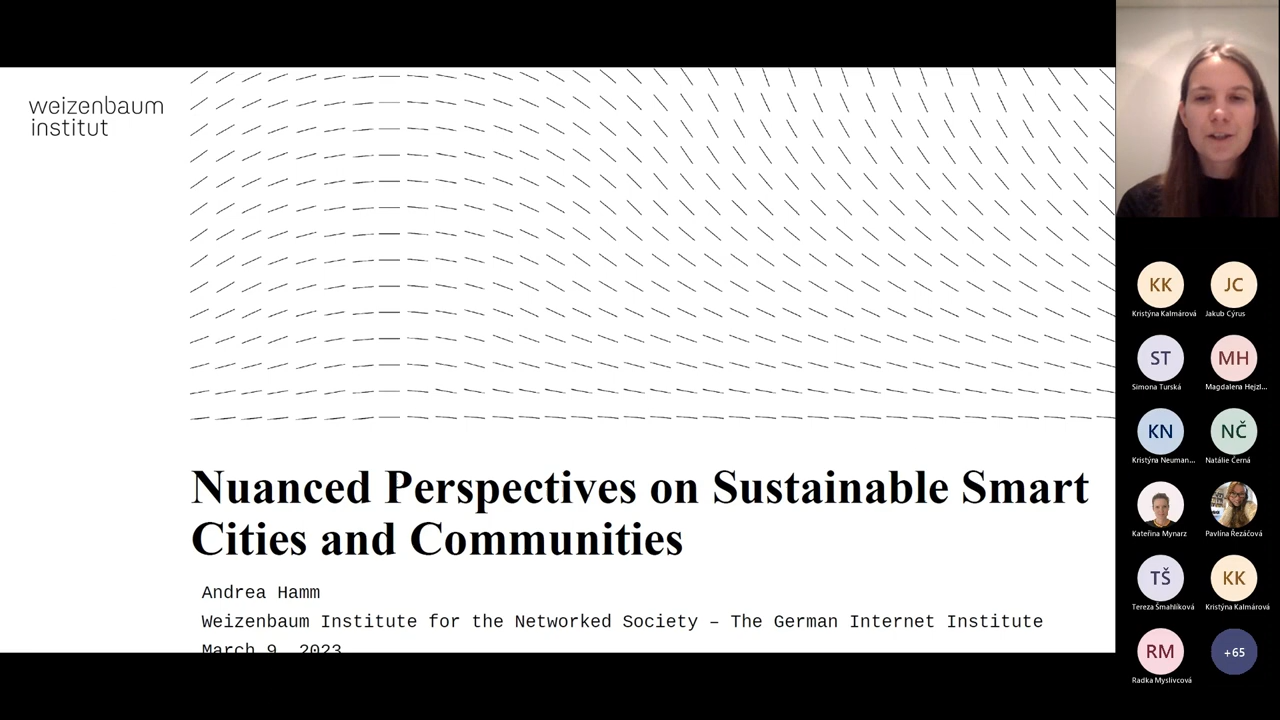 weizenbaum
institut
Nuanced Perspectives on Sustainable Smart
Cities and Communities
Andrea Hamm
Weizenbaum Institute for the Networked Society – The German Internet Institute
March 9, 2023
KK
JC
Kristýna Kalmárová
Jakub Cýrus
ST
MH
Simona Turská
Magdalena Hejzl...
KN
NČ
Kristýna Neuman...
Natálie Černá
Kateřina Mynarz
Pavlína Řezáčová
TŠ
KK
Tereza Šmahlíková
Kristýna Kalmárová
RM
+65
Radka Myslivcová